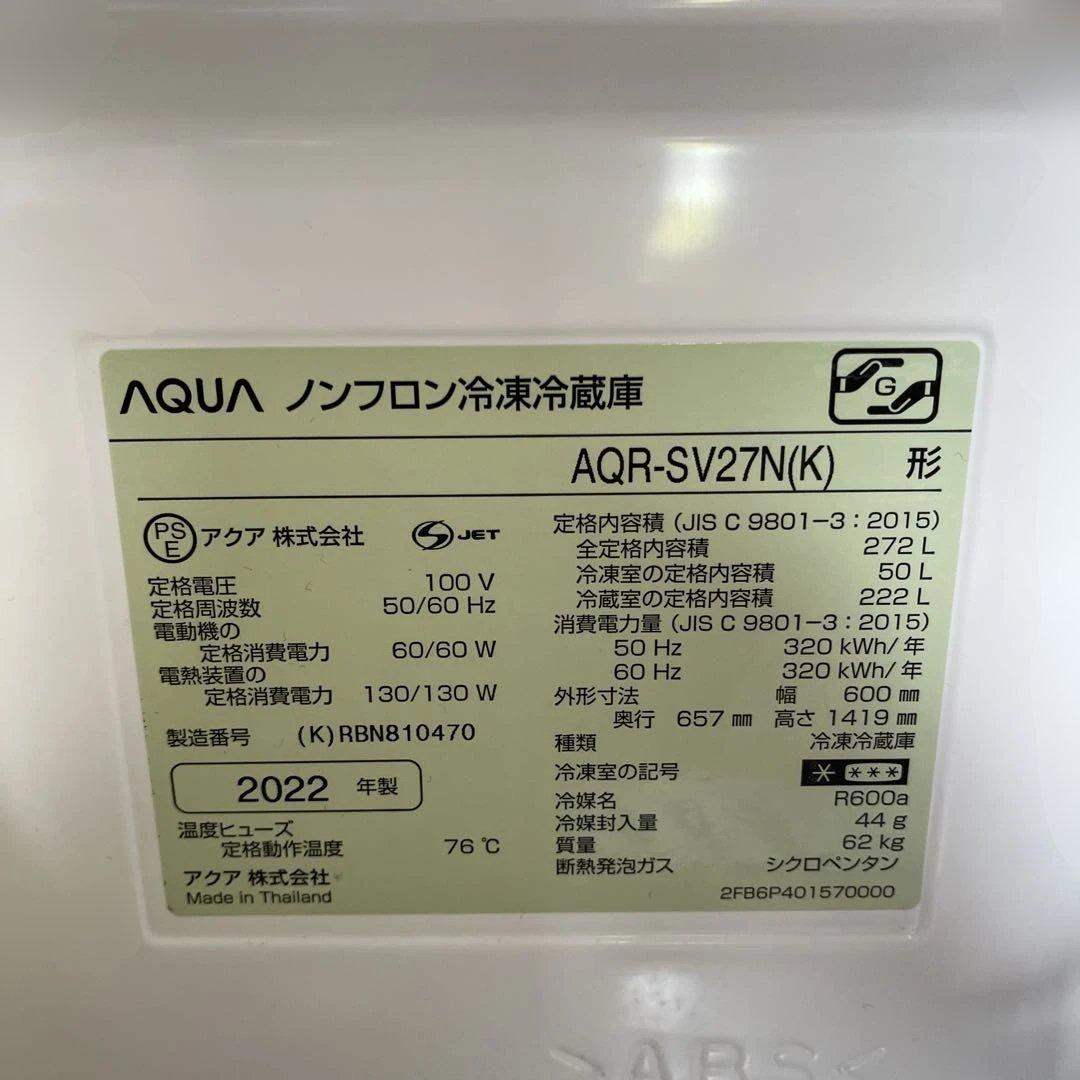 AQUA ノンフロン冷凍冷蔵庫
G
AQR-SV27N(K) 形
PS E アクア 株式会社 S JET
定格電圧 100 V
定格周波数 50/60 Hz
電動機の
定格消費電力 60/60 W
電熱装置の
定格消費電力 130/130 W
製造番号 (K)RBN810470
2022 年製
温度ヒューズ
定格動作温度 76 ℃
アクア 株式会社
Made in Thailand
定格内容積 (JIS C 9801-3:2015)
全定格内容積 272 L
冷凍室の定格内容積 50 L
冷蔵室の定格内容積 222 L
消費電力量 (JIS C 9801-3:2015)
50 Hz 320 kWh/年
60 Hz 320 kWh/年
外形寸法 幅 600 ㎜
奥行 657 ㎜ 高さ 1419 ㎜
種類 冷凍冷蔵庫
冷凍室の記号 * ***
冷媒名 R600a
冷媒封入量 44 g
質量 62 kg
断熱発泡ガス シクロペンタン
2FB6P401570000
>ABS<